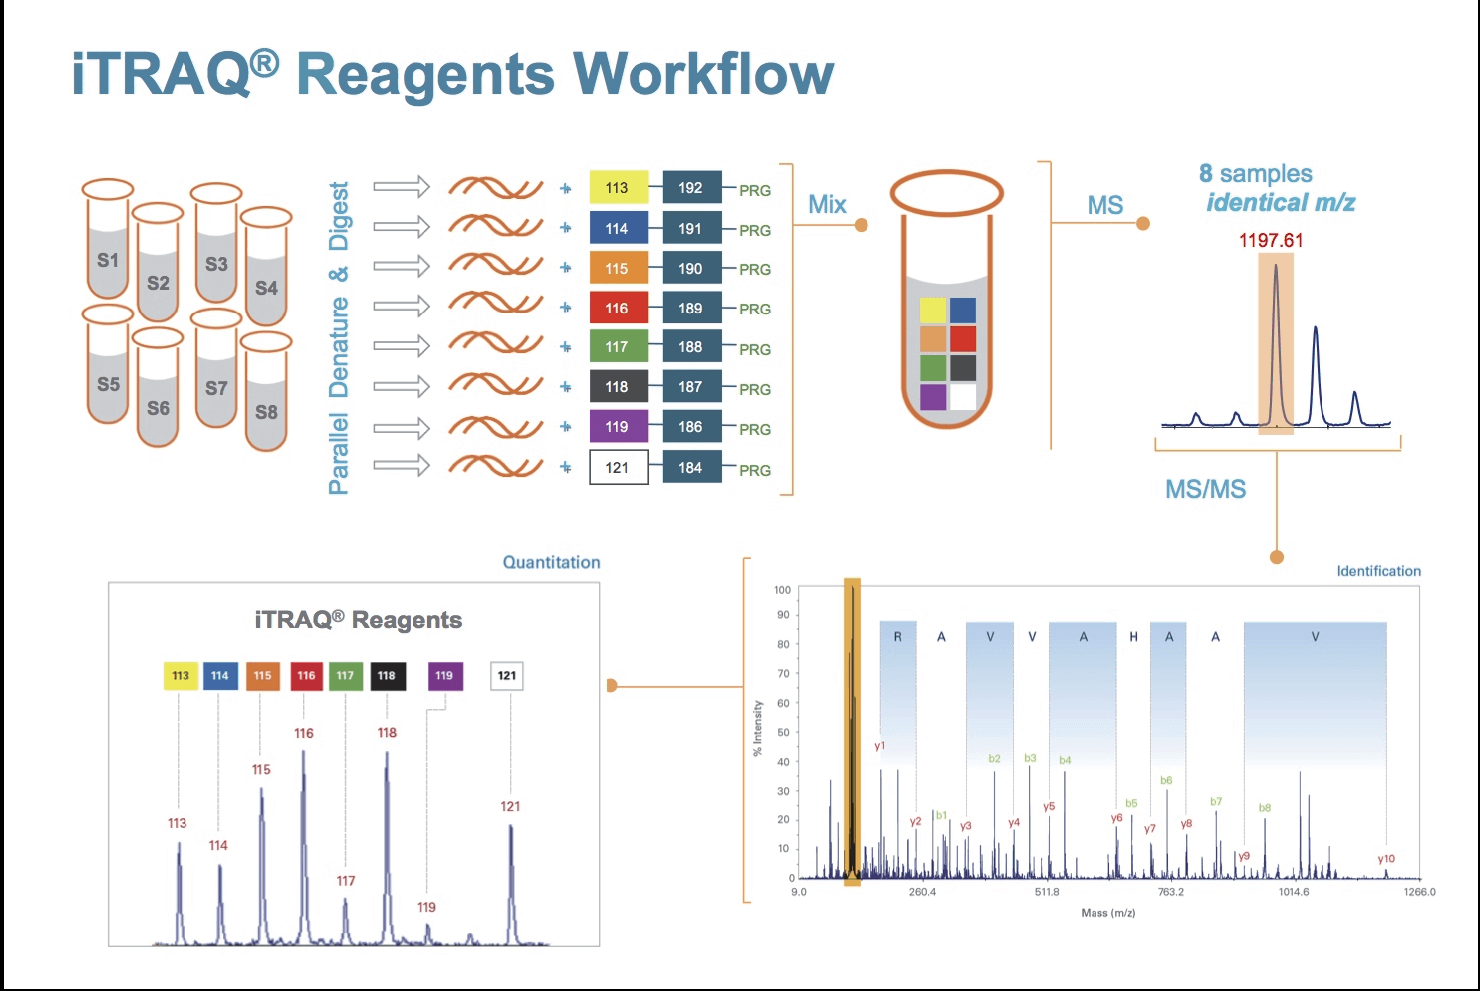 iTRAQ® Reagents Workflow
S1
S2
S3
S4
S5
S6
S7
S8
Parallel Denature & Digest
+ 113 192 PRG
+ 114 191 PRG
+ 115 190 PRG
+ 116 189 PRG
+ 117 188 PRG
+ 118 187 PRG
+ 119 186 PRG
+ 121 184 PRG
Mix
MS
8 samples
identical m/z
1197.61
MS/MS
Quantitation
iTRAQ® Reagents
113 114 115 116 117 118 119 121
113
114
115
116
117
118
119
121
Identification
% Intensity
100
90
80
70
60
50
40
30
20
10
0
R A V V A H A A V
y1
y2
b1
y3
b2
y4
b3
y5
b4
y6
b5
y7
b6
y8
b7
y9
b8
y10
9.0 260.4 511.8 763.2 1014.6 1266.0
Mass (m/z)